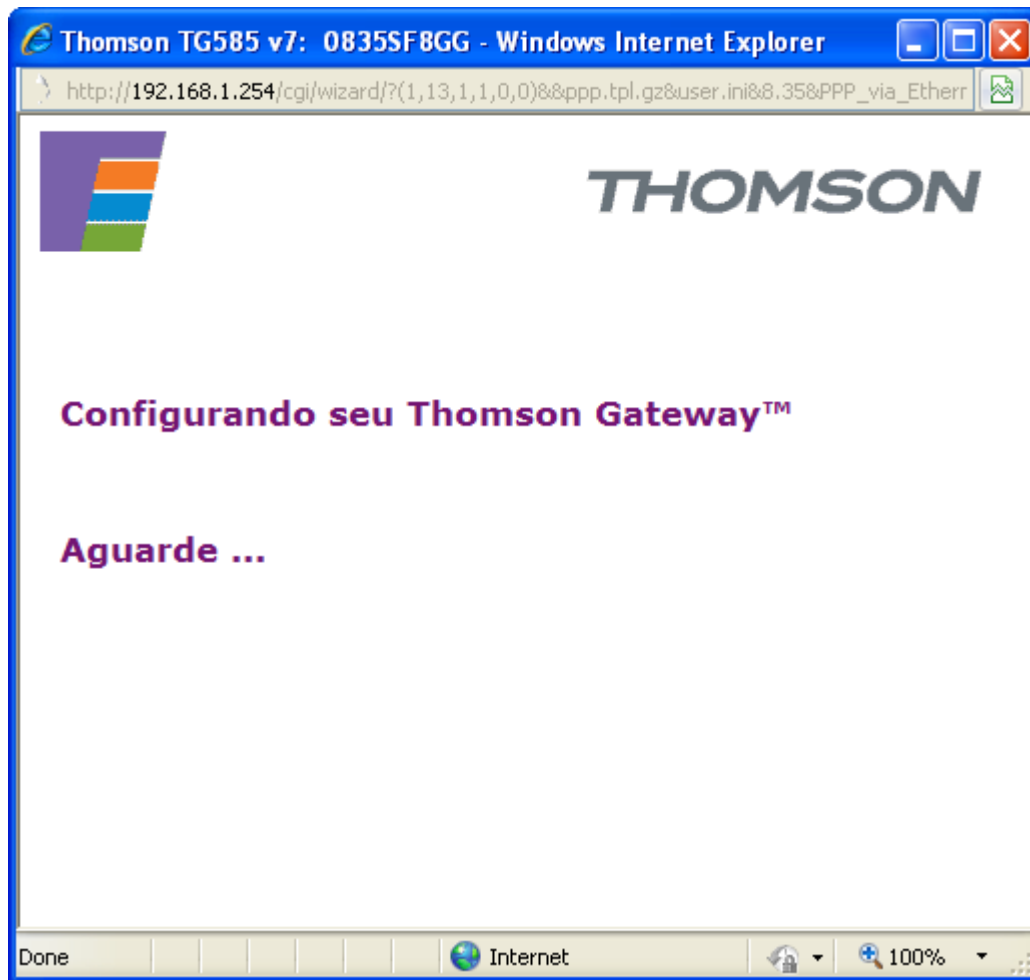 Thomson TG585 v7: 0835SF8GG - Windows Internet Explorer
http://192.168.1.254/cgi/wizard/?(1,13,1,1,0,0)&&ppp.tpl.gz&user.ini&8.35&PPP_via_Ethern
THOMSON
Configurando seu Thomson Gateway™
Aguarde ...
Done
Internet
100%